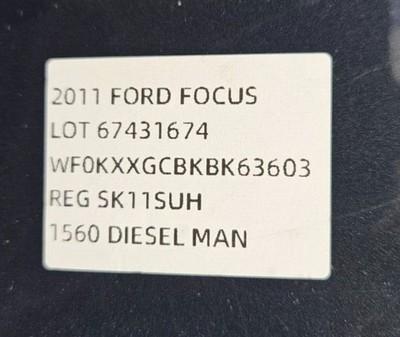 2011 FORD FOCUS
LOT 67431674
WF0KXXGCBKBK63603
REG SK11SUH
1560 DIESEL MAN